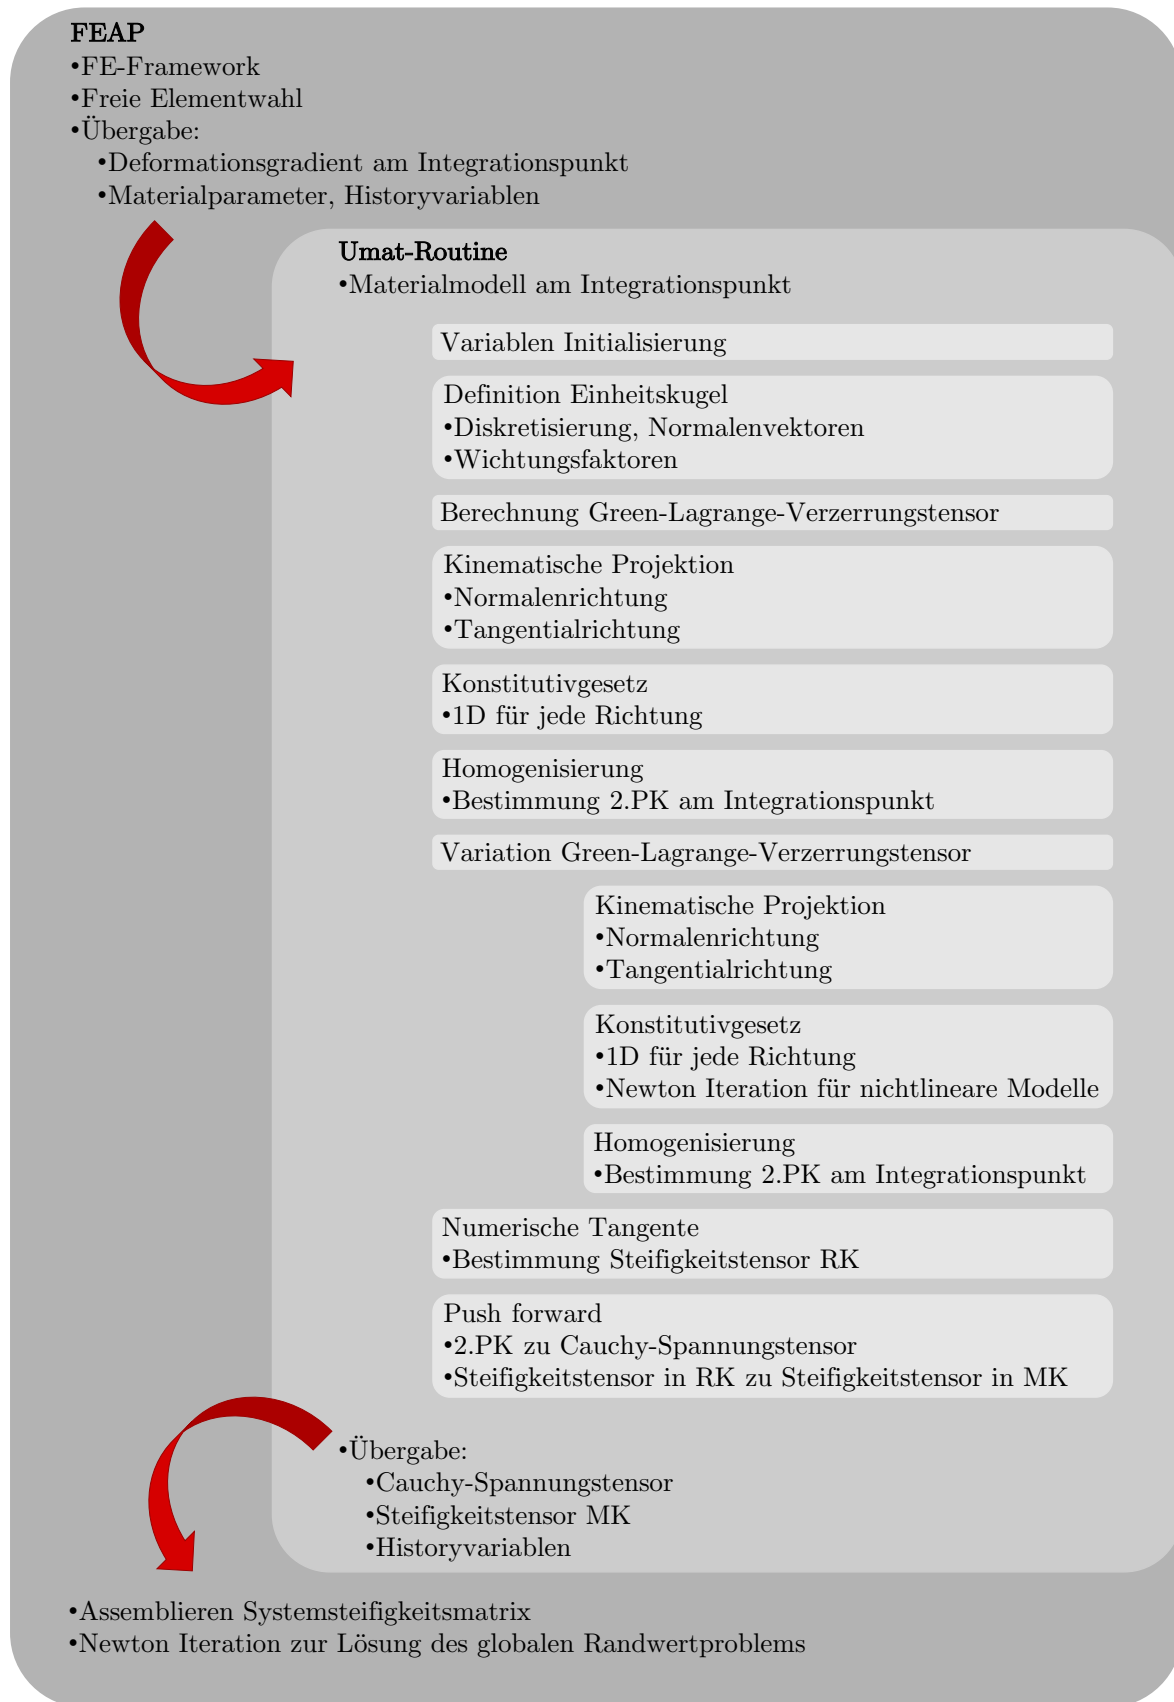 FEAP
•FE-Framework
•Freie Elementwahl
•Übergabe:
•Deformationsgradient am Integrationspunkt
•Materialparameter, Historyvariablen
Umat-Routine
•Materialmodell am Integrationspunkt
Variablen Initialisierung
Definition Einheitskugel
•Diskretisierung, Normalenvektoren
•Wichtungsfaktoren
Berechnung Green-Lagrange-Verzerrungstensor
Kinematische Projektion
•Normalenrichtung
•Tangentialrichtung
Konstitutivgesetz
•1D für jede Richtung
Homogenisierung
•Bestimmung 2.PK am Integrationspunkt
Variation Green-Lagrange-Verzerrungstensor
Kinematische Projektion
•Normalenrichtung
•Tangentialrichtung
Konstitutivgesetz
•1D für jede Richtung
•Newton Iteration für nichtlineare Modelle
Homogenisierung
•Bestimmung 2.PK am Integrationspunkt
Numerische Tangente
•Bestimmung Steifigkeitstensor RK
Push forward
•2.PK zu Cauchy-Spannungstensor
•Steifigkeitstensor in RK zu Steifigkeitstensor in MK
•Übergabe:
•Cauchy-Spannungstensor
•Steifigkeitstensor MK
•Historyvariablen
•Assemblieren Systemsteifigkeitsmatrix
•Newton Iteration zur Lösung des globalen Randwertproblems